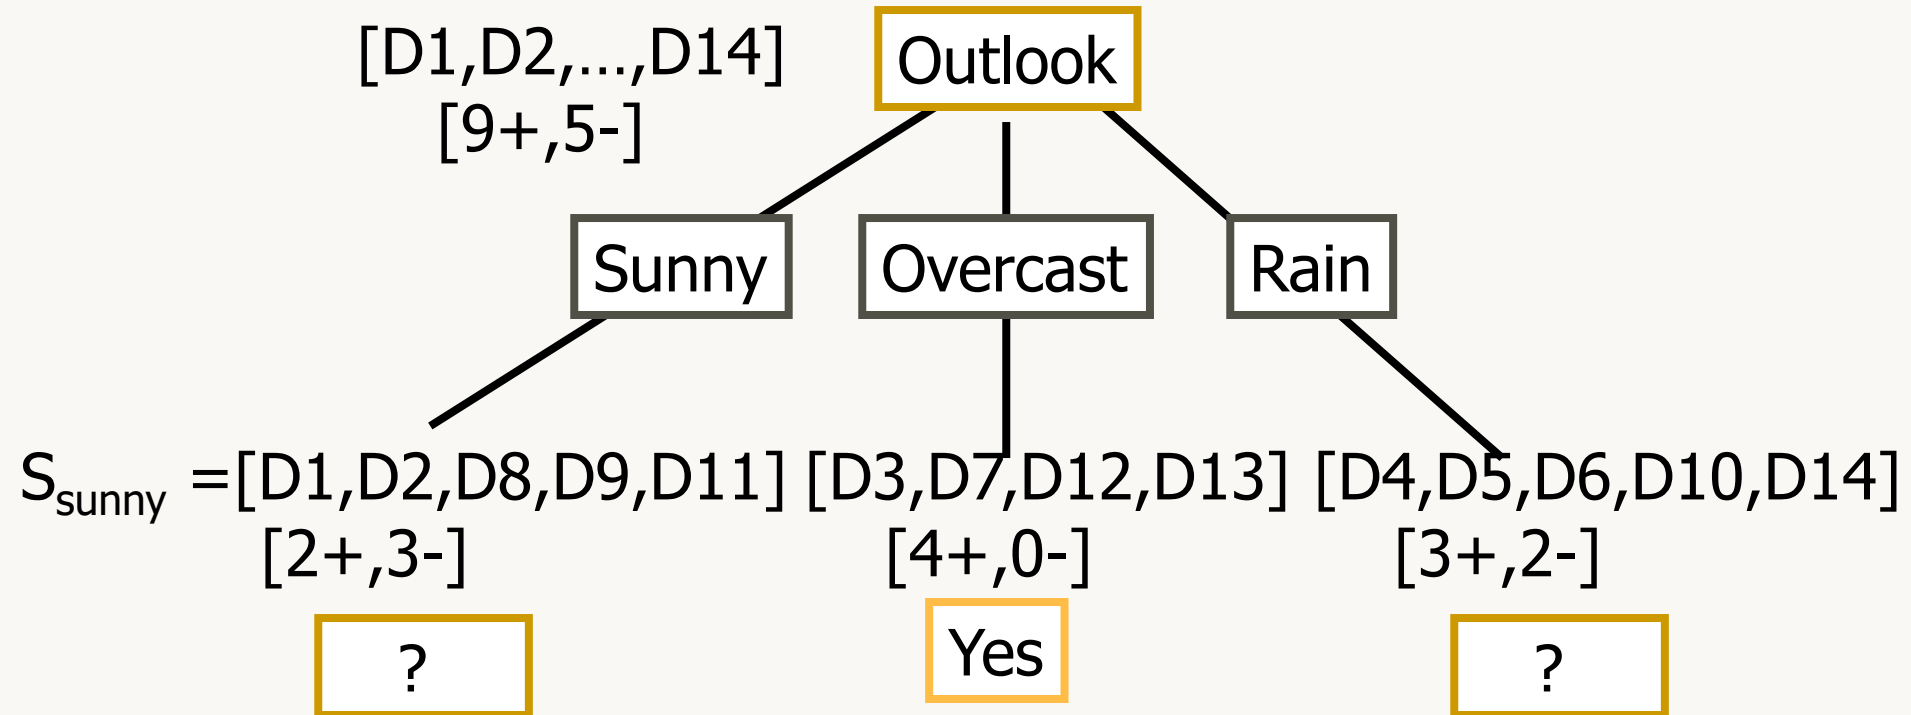 [D1,D2,…,D14]
[9+,5-]
Outlook
Sunny
Overcast
Rain
Ssunny =[D1,D2,D8,D9,D11] [D3,D7,D12,D13] [D4,D5,D6,D10,D14]
[2+,3-] [4+,0-] [3+,2-]
? Yes ?